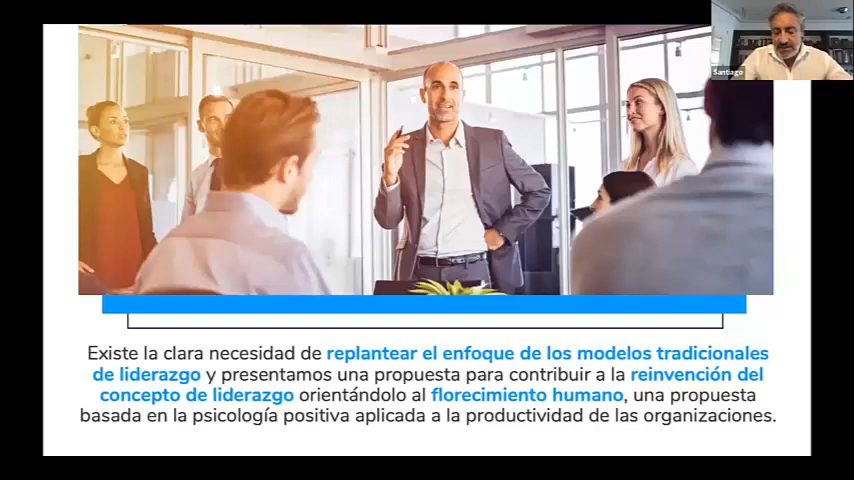 Santiago
Existe la clara necesidad de replantear el enfoque de los modelos tradicionales
de liderazgo y presentamos una propuesta para contribuir a la reinvención del
concepto de liderazgo orientándolo al florecimiento humano, una propuesta
basada en la psicología positiva aplicada a la productividad de las organizaciones.